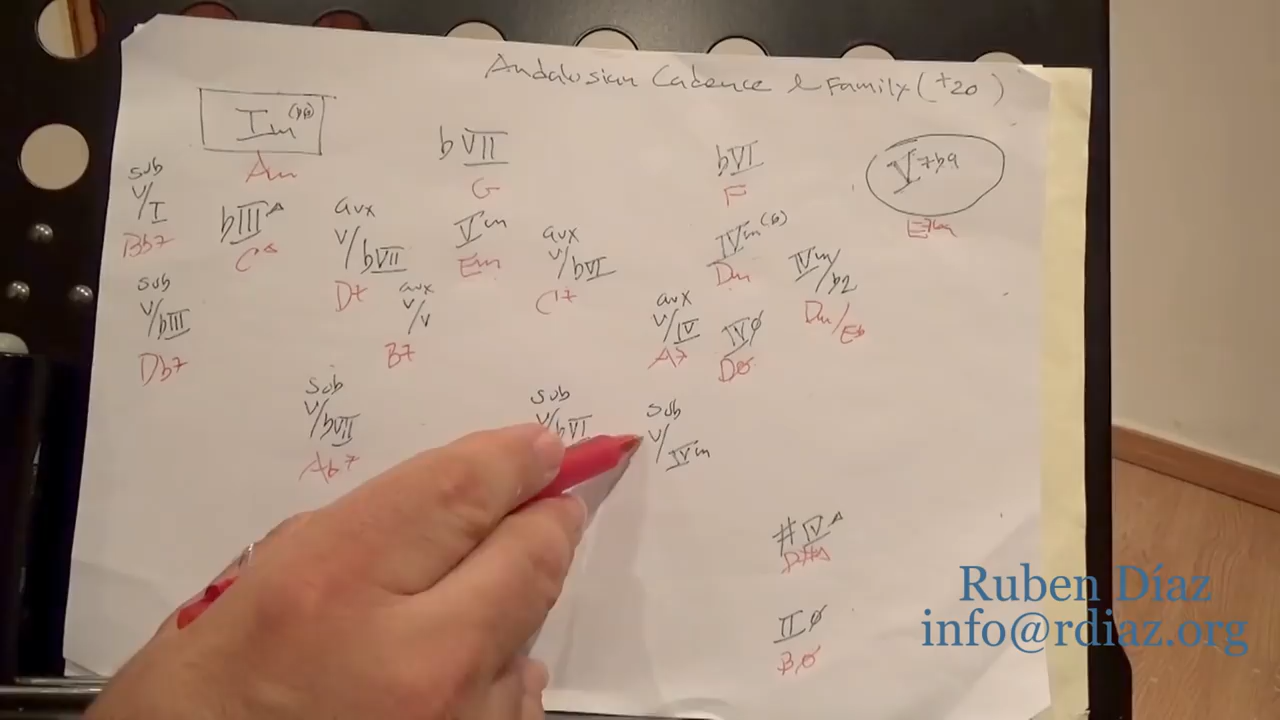 Andalusian Cadence & Family (+20)
Im(b6)
Am
bVII
G
bVI
F
V7b9
sub
V/I
Bb7
bIIIΔ
CΔ
aux
V/bVII
D7
Vm
Em
aux
V/bVI
C7
IVm(6)
Dm
IVm/b2
Dm/Eb
sub
V/bIII
Db7
aux
V/V
B7
aux
V/IV
A7
IVø
Dø
sub
V/bVII
Ab7
sub
V/bVI
sub
V/IVm
#IVΔ
D#Δ
IIø
Bø
Ruben Díaz
info@rdiaz.org